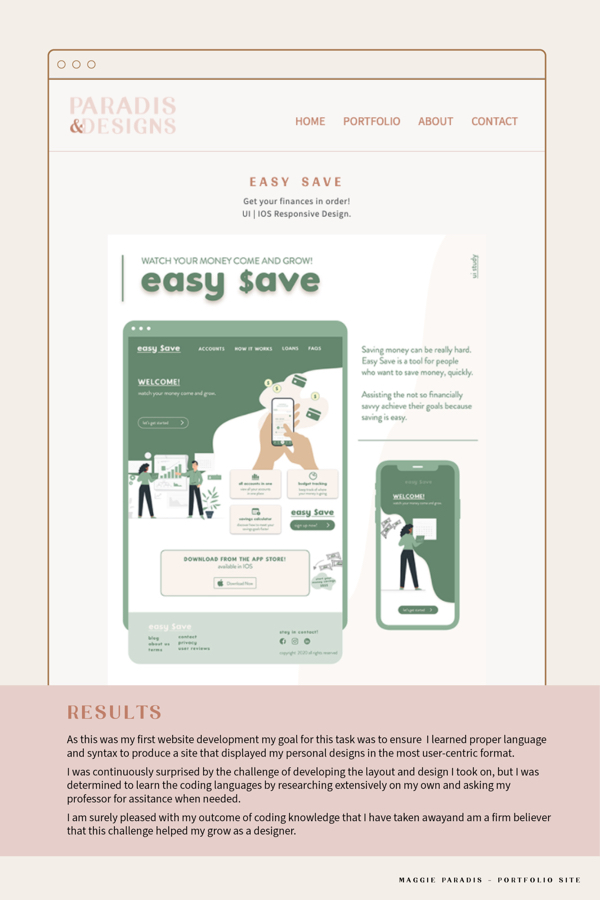 PARADIS
&DESIGNS
HOME PORTFOLIO ABOUT CONTACT
EASY SAVE
Get your finances in order!
UI | IOS Responsive Design.
WATCH YOUR MONEY COME AND GROW!
easy $ave
ui study
easy $ave ACCOUNTS HOW IT WORKS LOANS FAQS
WELCOME!
watch your money come and grow.
let's get started
all accounts in one
budget tracking
savings calculator
easy $ave
sign up now!
DOWNLOAD FROM THE APP STORE!
available in IOS
Download Now
easy $ave
blog
about us
terms
contact
privacy
user reviews
stay in contact!
copyright 2020 all rights reserved
Saving money can be really hard.
Easy Save is a tool for people
who want to save money, quickly.
Assisting the not so financially
savvy achieve their goals because
saving is easy.
easy $ave
WELCOME!
watch your money come and grow.
let's get started
RESULTS
As this was my first website development my goal for this task was to ensure I learned proper language
and syntax to produce a site that displayed my personal designs in the most user-centric format.
I was continuously surprised by the challenge of developing the layout and design I took on, but I was
determined to learn the coding languages by researching extensively on my own and asking my
professor for assitance when needed.
I am surely pleased with my outcome of coding knowledge that I have taken awayand am a firm believer
that this challenge helped my grow as a designer.
MAGGIE PARADIS - PORTFOLIO SITE